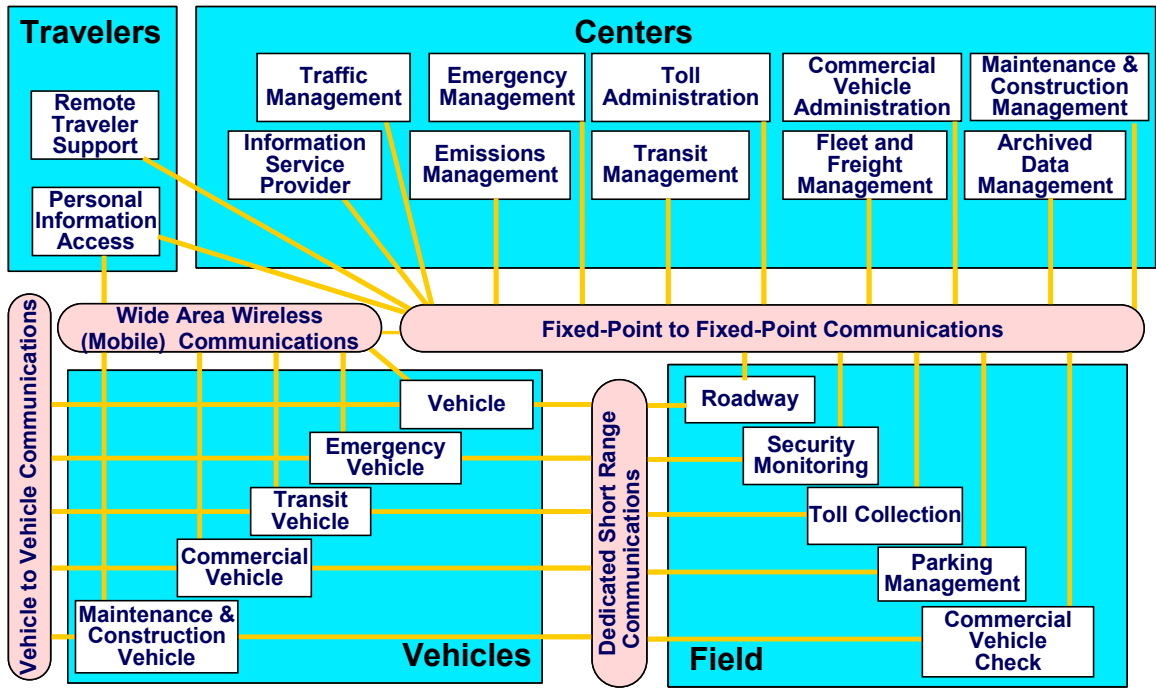 Travelers
Remote
Traveler
Support
Personal
Information
Access
Centers
Traffic
Management
Emergency
Management
Toll
Administration
Commercial
Vehicle
Administration
Maintenance &
Construction
Management
Information
Service
Provider
Emissions
Management
Transit
Management
Fleet and
Freight
Management
Archived
Data
Management
Vehicle to Vehicle Communications
Wide Area Wireless
(Mobile) Communications
Fixed-Point to Fixed-Point Communications
Vehicle
Emergency
Vehicle
Transit
Vehicle
Commercial
Vehicle
Maintenance &
Construction
Vehicle
Vehicles
Dedicated Short Range
Communications
Roadway
Security
Monitoring
Toll Collection
Parking
Management
Commercial
Vehicle
Check
Field